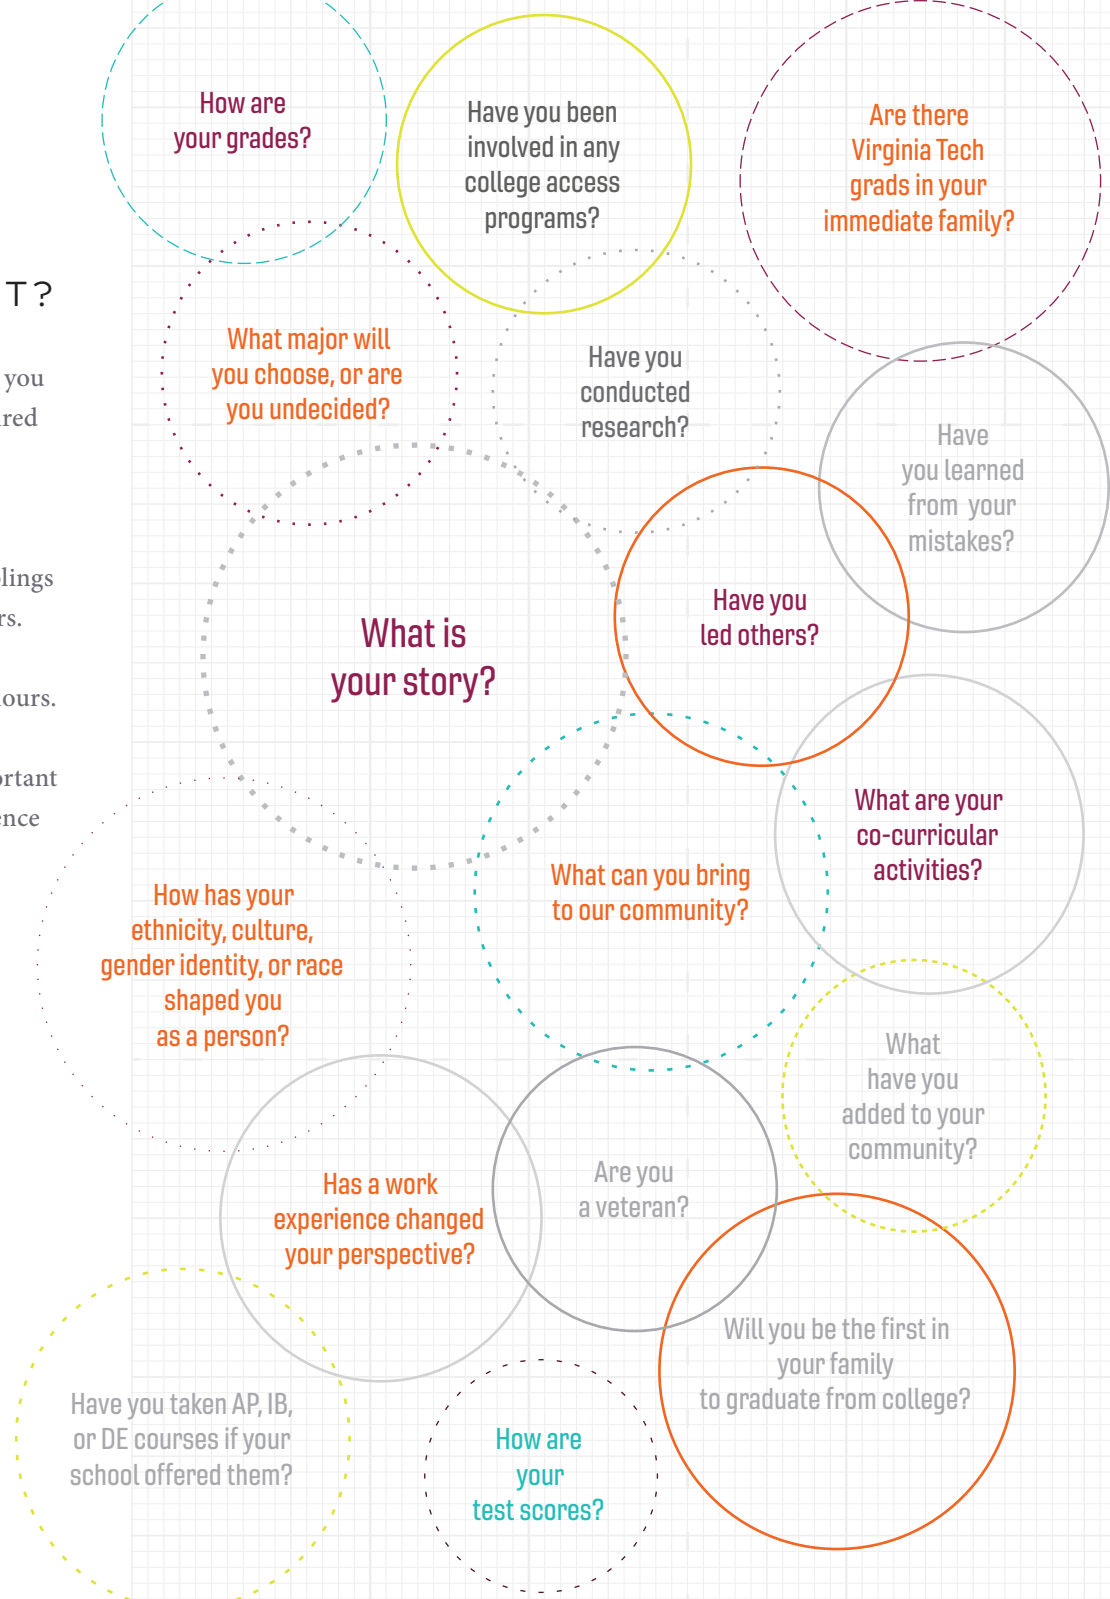 How are
your grades?
Have you been
involved in any
college access
programs?
Are there
Virginia Tech
grads in your
immediate family?
T?
you
What major will
you choose, or are
you undecided?
Have you
conducted
research?
Have
you learned
from your
mistakes?
What is
your story?
Have you
led others?
What are your
co-curricular
activities?
What can you bring
to our community?
How has your
ethnicity, culture,
gender identity, or race
shaped you
as a person?
What
have you
added to your
community?
Has a work
experience changed
your perspective?
Are you
a veteran?
Will you be the first in
your family
to graduate from college?
Have you taken AP, IB,
or DE courses if your
school offered them?
How are
your
test scores?